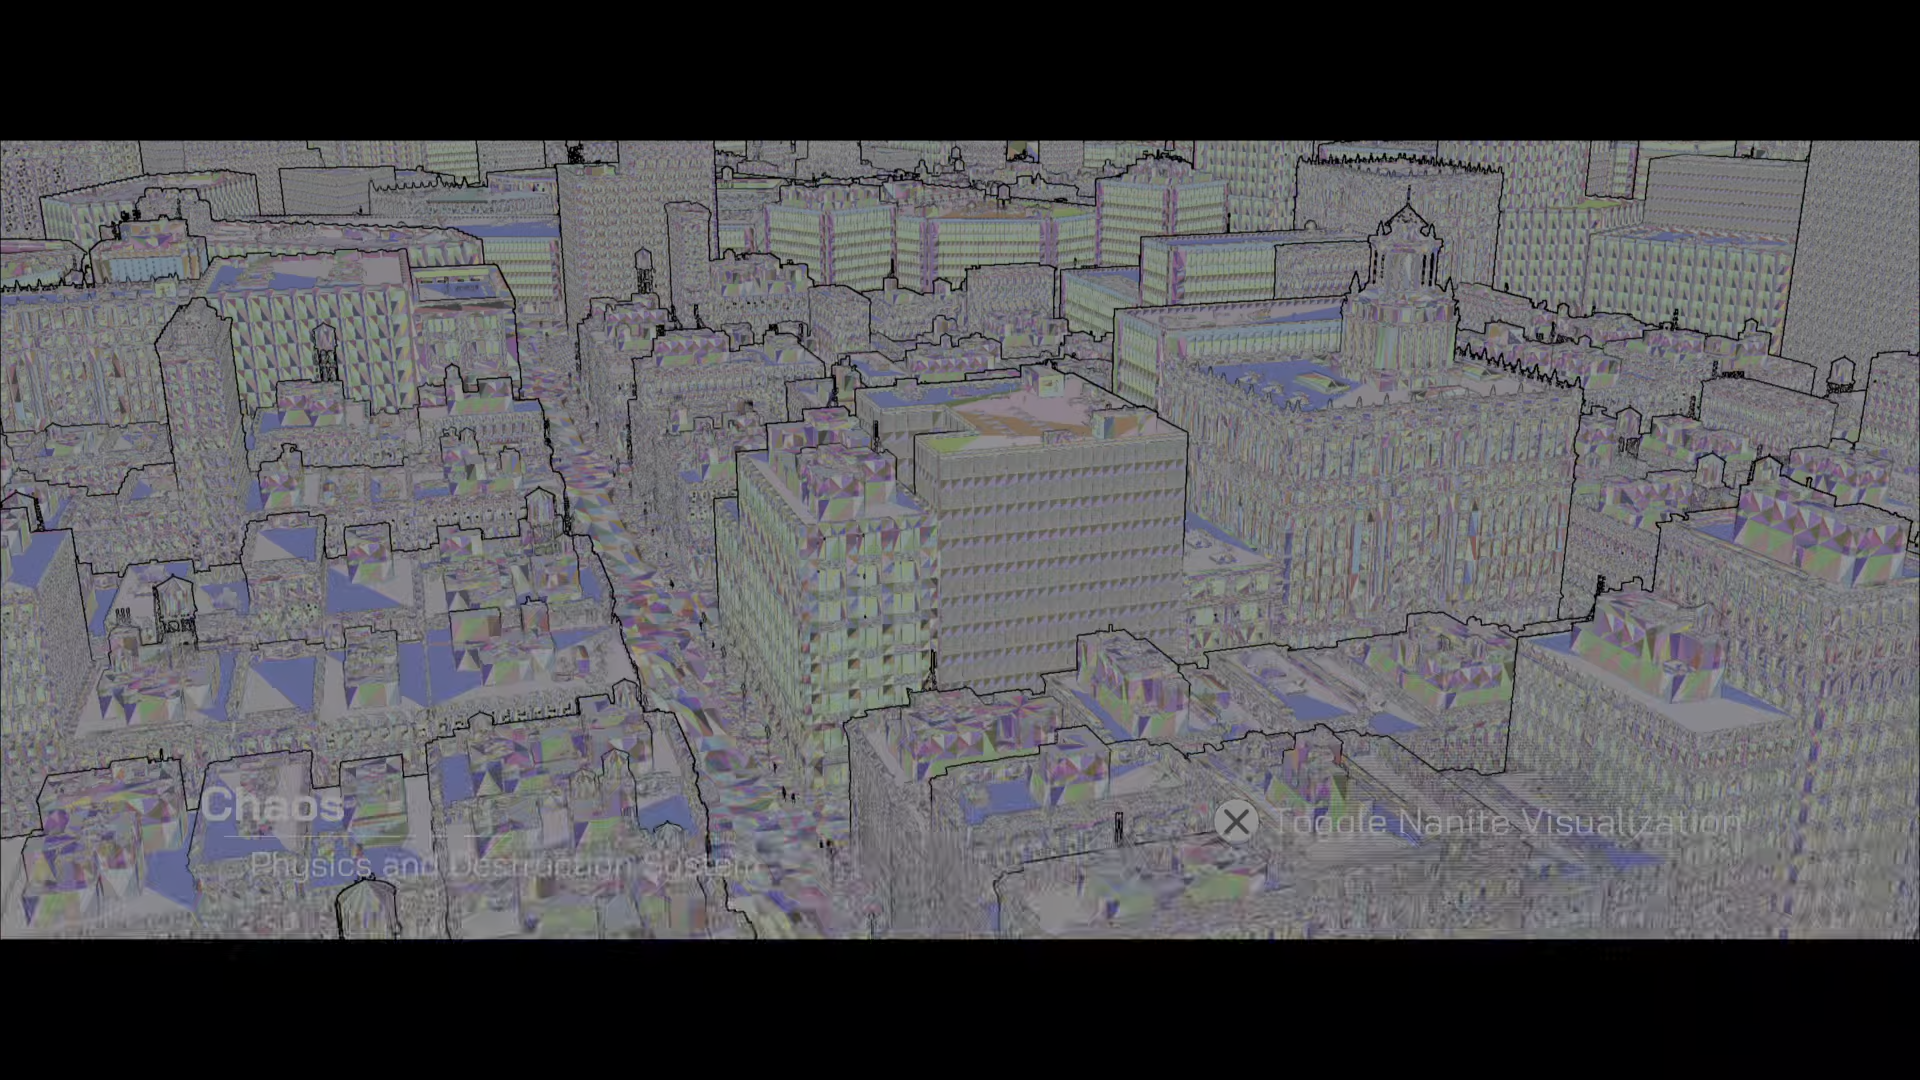 Chaos
Physics and Destruction System
Toggle Nanite Visualization